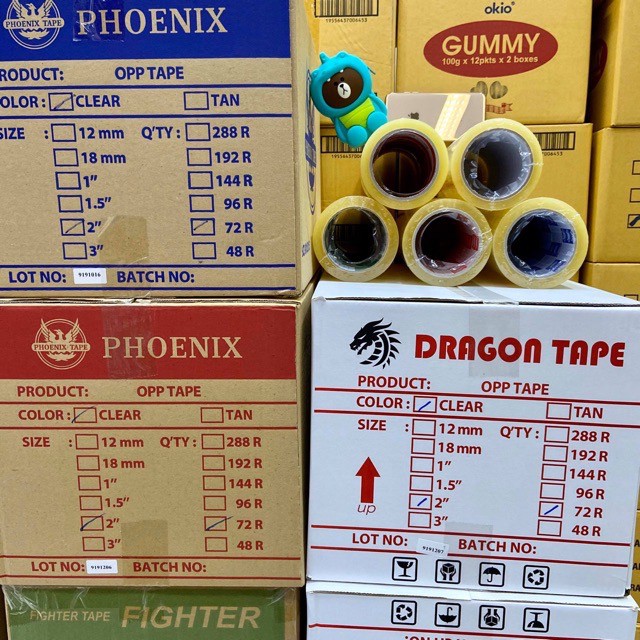 PHOENIX TAPE
PHOENIX
PRODUCT: OPP TAPE
COLOR: CLEAR TAN
SIZE : 12 mm Q'TY : 288 R
18 mm 192 R
1" 144 R
1.5" 96 R
2" 72 R
3" 48 R
LOT NO: 9191016 BATCH NO:
PHOENIX TAPE
PHOENIX
PRODUCT: OPP TAPE
COLOR : CLEAR TAN
SIZE : 12 mm Q'TY : 288 R
18 mm 192 R
1" 144 R
1.5" 96 R
2" 72 R
3" 48 R
LOT NO: 9191206 BATCH NO:
FIGHTER TAPE FIGHTER
okio
GUMMY
100g x 12pkts x 2 boxes
19556437006453
19556437006453
DRAGON TAPE
PRODUCT: OPP TAPE
COLOR : CLEAR TAN
SIZE : 12 mm Q'TY : 288 R
18 mm 192 R
1" 144 R
1.5" 96 R
2" 72 R
3" 48 R
up
LOT NO: 9191207 BATCH NO: